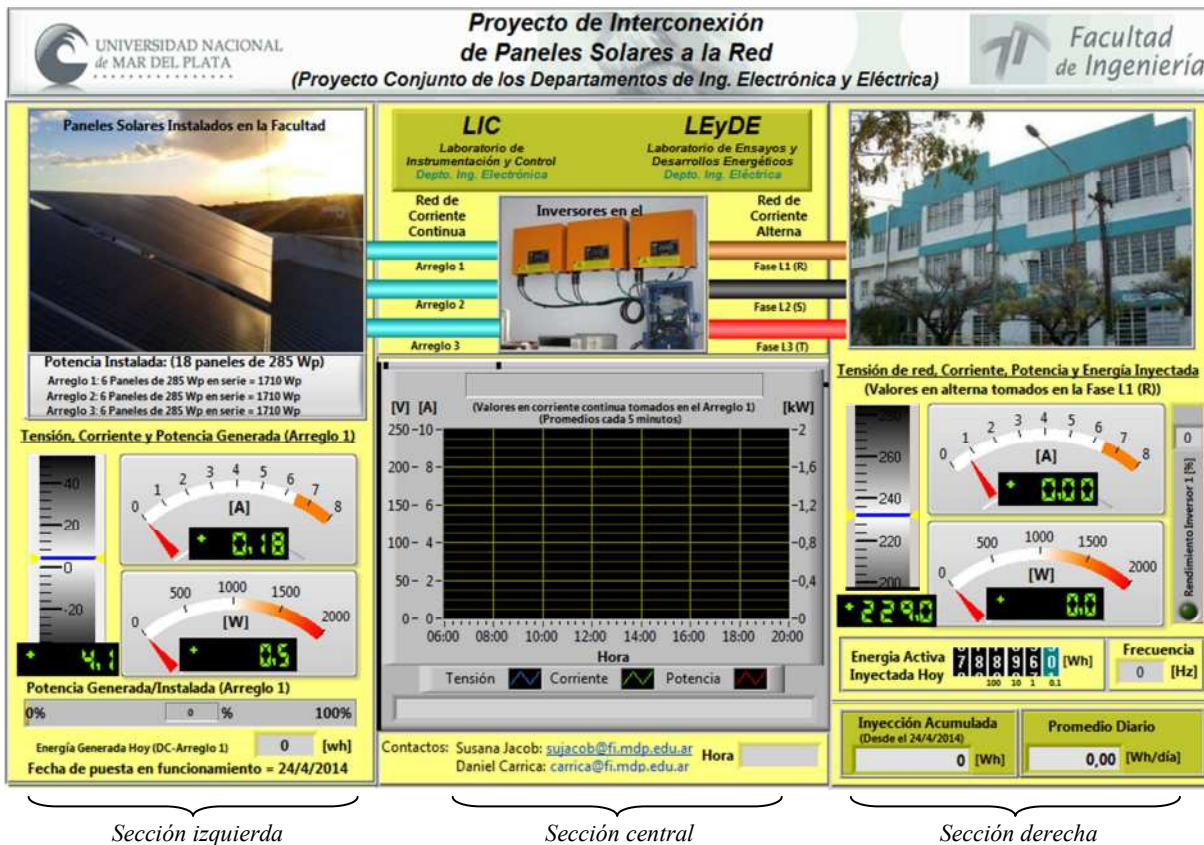 UNIVERSIDAD NACIONAL
de MAR DEL PLATA
Proyecto de Interconexión
de Paneles Solares a la Red
(Proyecto Conjunto de los Departamentos de Ing. Electrónica y Eléctrica)
Facultad
de Ingeniería
Paneles Solares Instalados en la Facultad
Potencia Instalada: (18 paneles de 285 Wp)
Arreglo 1: 6 Paneles de 285 Wp en serie = 1710 Wp
Arreglo 2: 6 Paneles de 285 Wp en serie = 1710 Wp
Arreglo 3: 6 Paneles de 285 Wp en serie = 1710 Wp
Tensión, Corriente y Potencia Generada (Arreglo 1)
40
20
0
-20
+ 4.1
0 1 2 3 4 5 6 7 8
[A]
+ 0.18
0 500 1000 1500 2000
[W]
+ 0.5
Potencia Generada/Instalada (Arreglo 1)
0% 0 % 100%
Energía Generada Hoy (DC-Arreglo 1) 0 [wh]
Fecha de puesta en funcionamiento = 24/4/2014
LIC
Laboratorio de
Instrumentación y Control
Depto. Ing. Electrónica
LEyDE
Laboratorio de Ensayos y
Desarrollos Energéticos
Depto. Ing. Eléctrica
Red de
Corriente
Continua
Arreglo 1
Arreglo 2
Arreglo 3
Inversores en el
Red de
Corriente
Alterna
Fase L1 (R)
Fase L2 (S)
Fase L3 (T)
[V] [A] (Valores en corriente continua tomados en el Arreglo 1) [kW]
(Promedios cada 5 minutos)
250 10 2
200 8 1,6
150 6 1,2
100 4 0,8
50 2 0,4
0 0 0
06:00 08:00 10:00 12:00 14:00 16:00 18:00 20:00
Hora
Tensión Corriente Potencia
Contactos: Susana Jacob: sujacob@fi.mdp.edu.ar Hora
Daniel Carrica: carrica@fi.mdp.edu.ar
Tensión de red, Corriente, Potencia y Energía Inyectada
(Valores en alterna tomados en la Fase L1 (R))
260
240
220
200
+229.0
0 1 2 3 4 5 6 7 8
[A]
+ 0.00
0 500 1000 1500 2000
[W]
+ 0.0
0
Rendimiento Inversor 1 [%]
Energia Activa
Inyectada Hoy
788960 [Wh]
100 10 1 0.1
Frecuencia
0 [Hz]
Inyección Acumulada
(Desde el 24/4/2014)
0 [Wh]
Promedio Diario
0,00 [Wh/día]
Sección izquierda
Sección central
Sección derecha